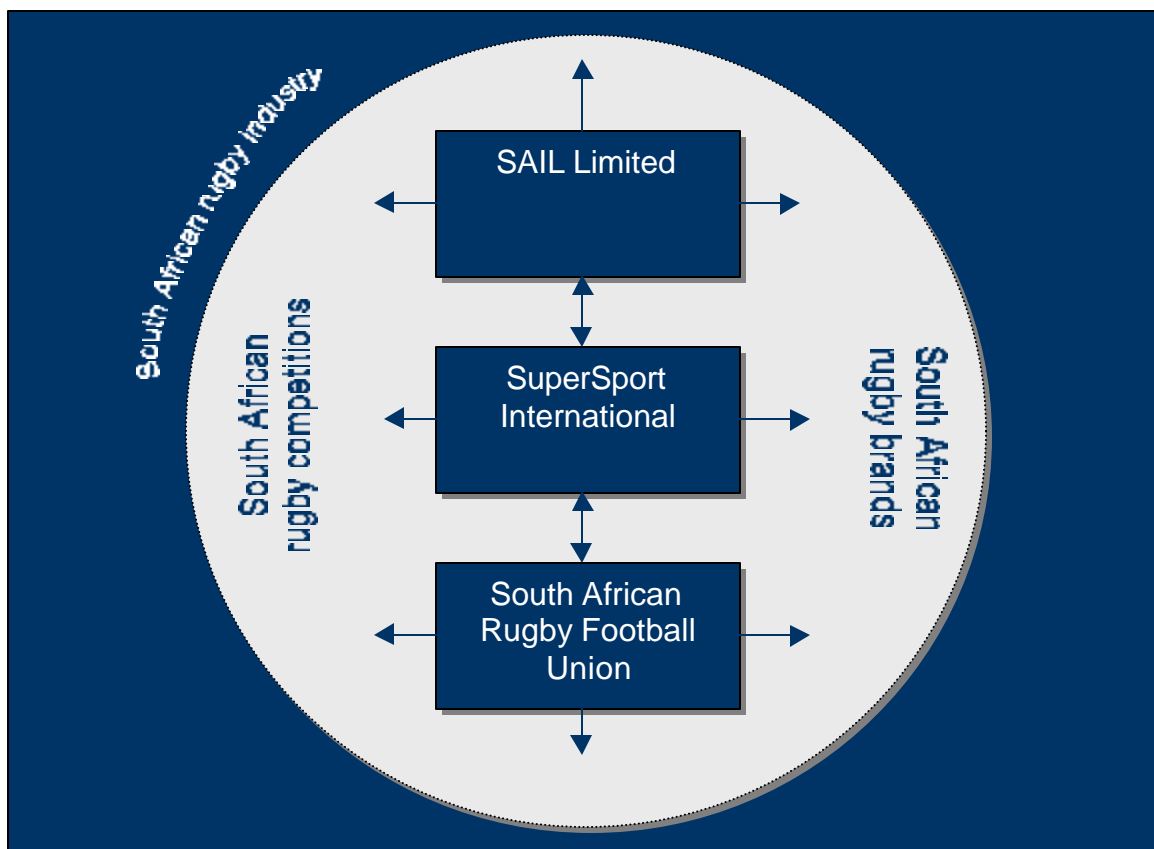 South African rugby industry
SAIL Limited
South African
rugby competitions
SuperSport
International
South African
rugby brands
South African
Rugby Football
Union